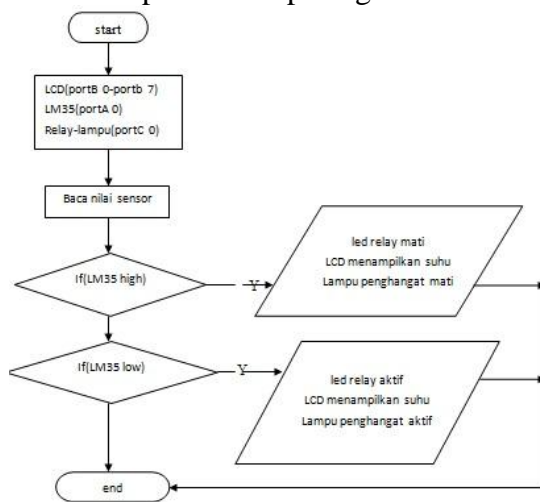 start
LCD(portB 0-portb 7)
LM35(portA 0)
Relay-lampu(portC 0)
Baca nilai sensor
If(LM35 high)
Y
led relay mati
LCD menampilkan suhu
Lampu penghangat mati
If(LM35 low)
Y
led relay aktif
LCD menampilkan suhu
Lampu penghangat aktif
end